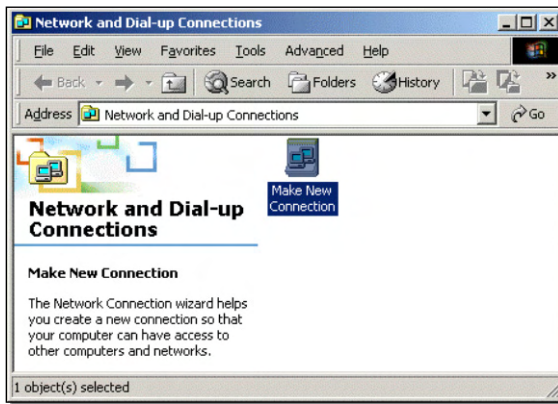 Network and Dial-up Connections
File Edit View Favorites Tools Advanced Help
Back Search Folders History »
Address Network and Dial-up Connections Go
Make New
Connection
Network and Dial-up
Connections
Make New Connection
The Network Connection wizard helps
you create a new connection so that
your computer can have access to
other computers and networks.
1 object(s) selected